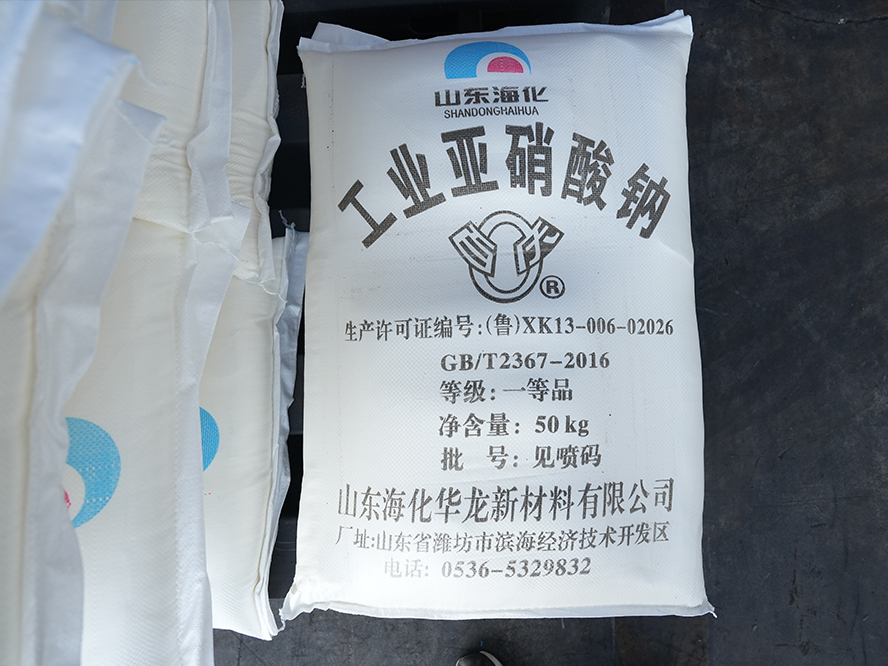 山东海化
SHANDONGHAIHUA
工业亚硝酸钠
®
生产许可证编号:(鲁)XK13-006-02026
GB/T2367-2016
等级: 一等品
净含量: 50kg
批 号: 见喷码
山东海化华龙新材料有限公司
厂址:山东省潍坊市滨海经济技术开发区
电话: 0536-5329832